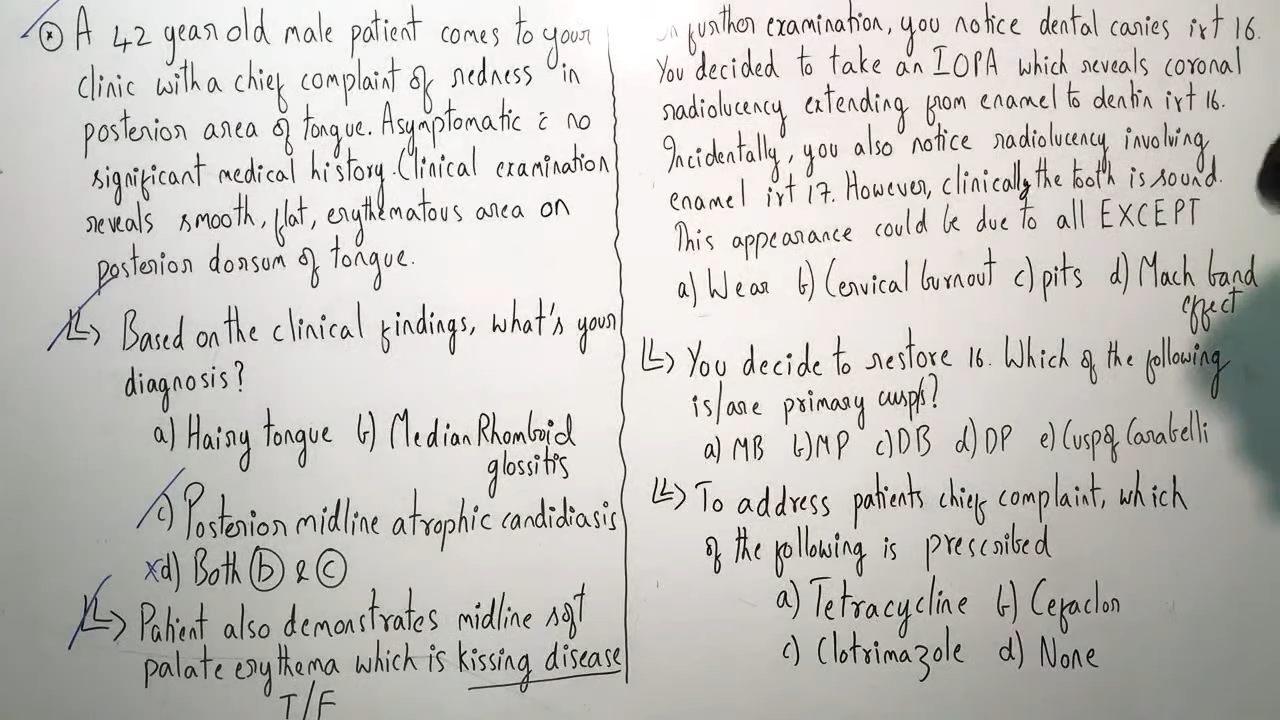 A 42 year old male patient comes to your
clinic with a chief complaint of redness in
posterior area of tongue. Asymptomatic c̄ no
significant medical history. Clinical examination
reveals smooth, flat, erythematous area on
posterior dorsum of tongue.
Based on the clinical findings, what's your
diagnosis?
a) Hairy tongue b) Median Rhomboid
glossitis
c) Posterior midline atrophic candidiasis
xd) Both ⓑ & ⓒ
Patient also demonstrates midline soft
palate erythema which is kissing disease
T/F
On further examination, you notice dental caries irt 16.
You decided to take an IOPA which reveals coronal
radiolucency extending from enamel to dentin irt 16.
Incidentally, you also notice radiolucency involving
enamel irt 17. However, clinically the tooth is sound.
This appearance could be due to all EXCEPT
a) Wear b) Cervical burnout c) pits d) Mach band
effect
You decide to restore 16. Which of the following
is/are primary cusp/s?
a) MB b) MP c) DB d) DP e) Cusp of Carabelli
To address patients chief complaint, which
of the following is prescribed
a) Tetracycline b) Cefaclor
c) Clotrimazole d) None